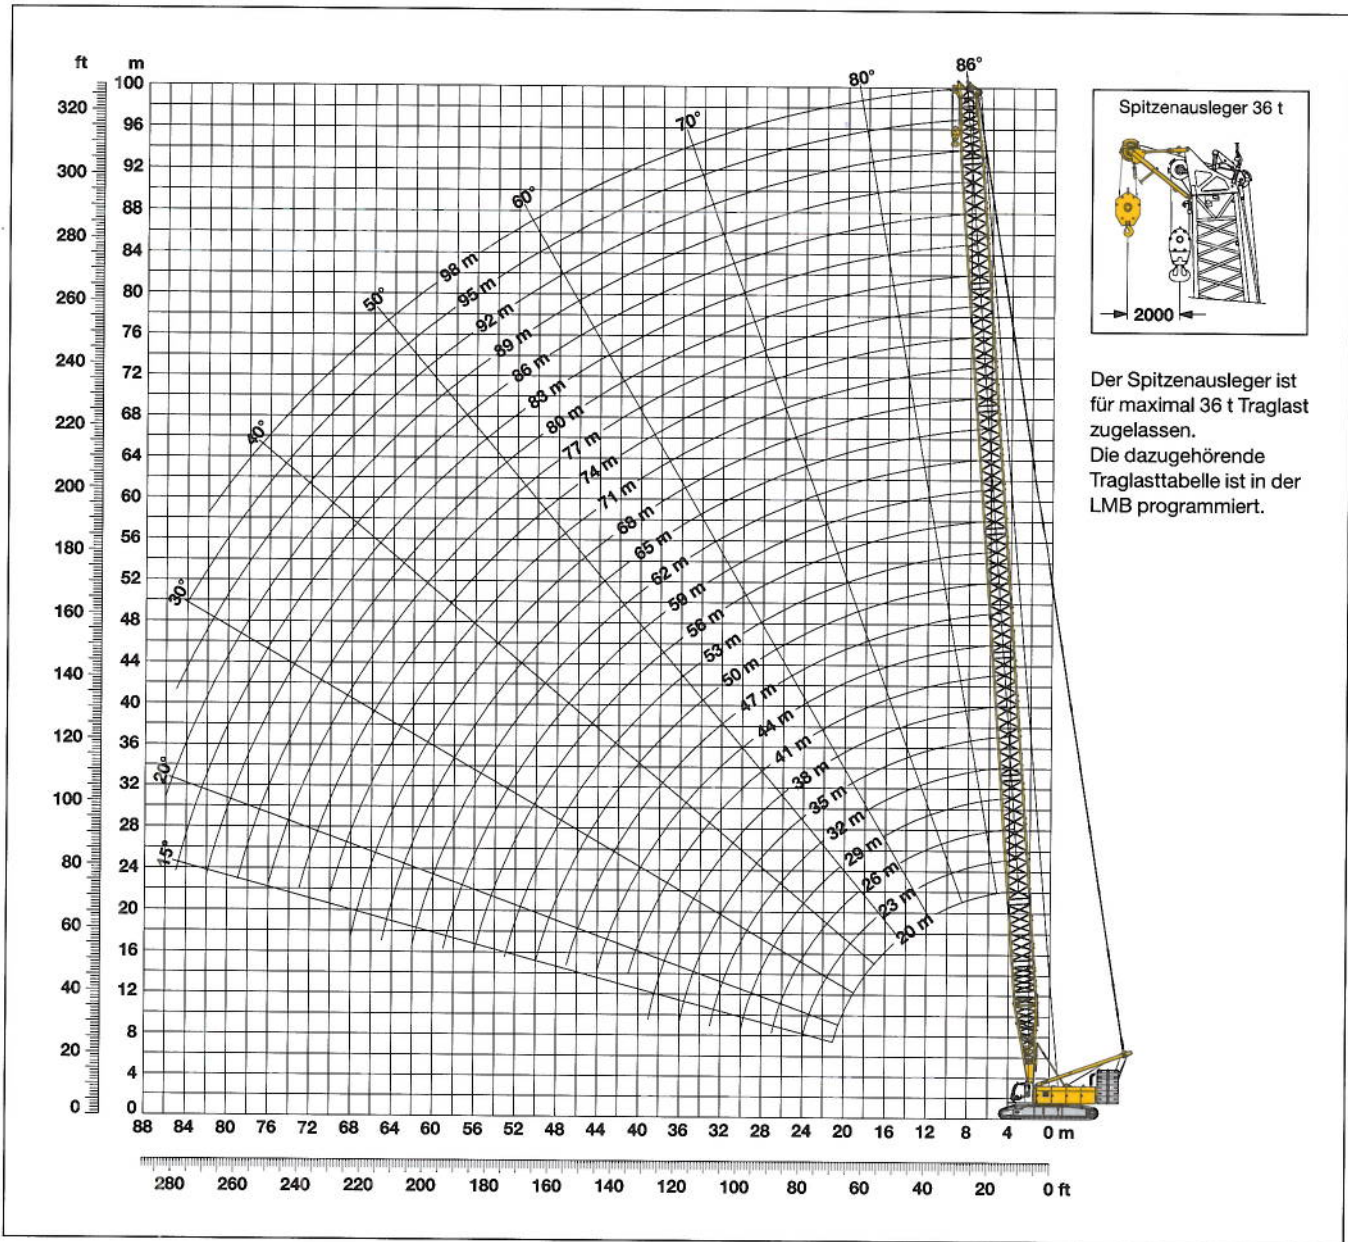 ft m
100
96
92
88
84
80
76
72
68
64
60
56
52
48
44
40
36
32
28
24
20
16
12
8
4
0
320
300
280
260
240
220
200
180
160
140
120
100
80
60
40
20
0
86°
80°
70°
60°
50°
40°
30°
20°
15°
98 m
95 m
92 m
89 m
86 m
83 m
80 m
77 m
74 m
71 m
68 m
65 m
62 m
59 m
56 m
53 m
50 m
47 m
44 m
41 m
38 m
35 m
32 m
29 m
26 m
23 m
20 m
88 84 80 76 72 68 64 60 56 52 48 44 40 36 32 28 24 20 16 12 8 4 0 m
280 260 240 220 200 180 160 140 120 100 80 60 40 20 0 ft
Spitzenausleger 36 t
2000
Der Spitzenausleger ist
für maximal 36 t Traglast
zugelassen.
Die dazugehörende
Traglasttabelle ist in der
LMB programmiert.